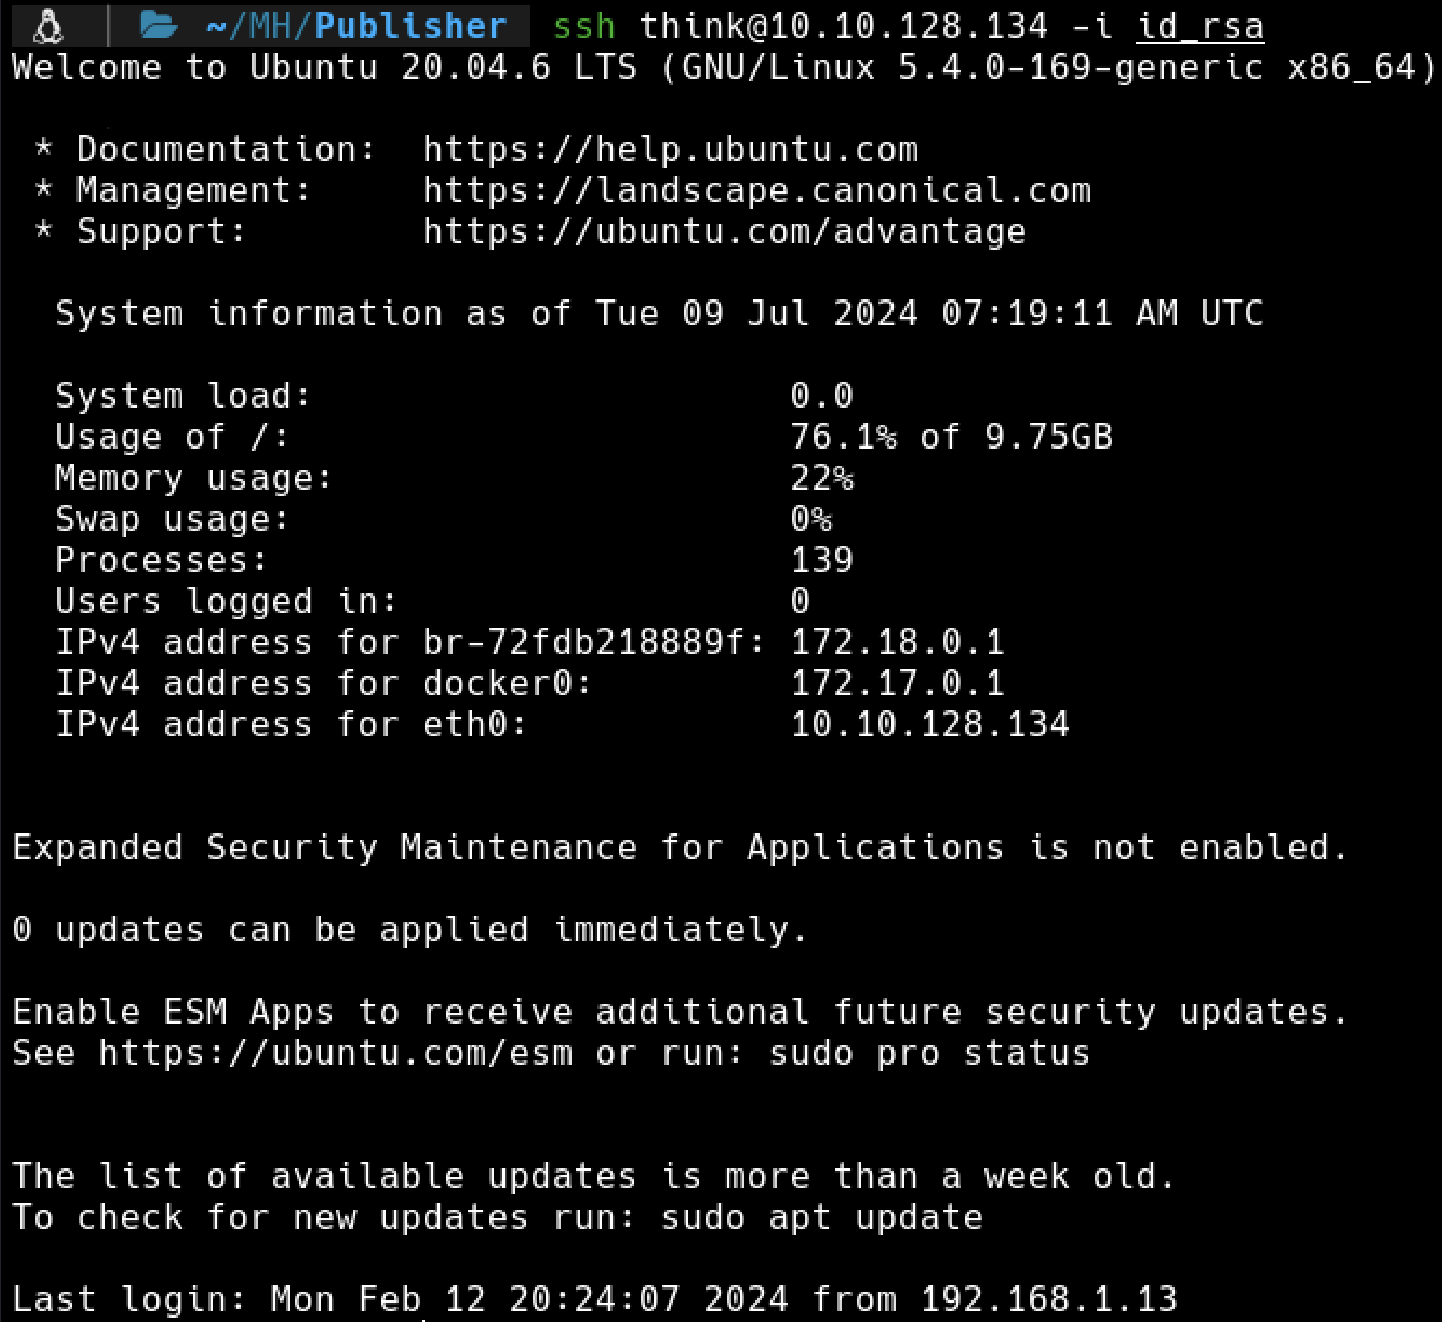 ~/MH/Publisher ssh think@10.10.128.134 -i id_rsa
Welcome to Ubuntu 20.04.6 LTS (GNU/Linux 5.4.0-169-generic x86_64)
* Documentation: https://help.ubuntu.com
* Management: https://landscape.canonical.com
* Support: https://ubuntu.com/advantage
System information as of Tue 09 Jul 2024 07:19:11 AM UTC
System load: 0.0
Usage of /: 76.1% of 9.75GB
Memory usage: 22%
Swap usage: 0%
Processes: 139
Users logged in: 0
IPv4 address for br-72fdb218889f: 172.18.0.1
IPv4 address for docker0: 172.17.0.1
IPv4 address for eth0: 10.10.128.134
Expanded Security Maintenance for Applications is not enabled.
0 updates can be applied immediately.
Enable ESM Apps to receive additional future security updates.
See https://ubuntu.com/esm or run: sudo pro status
The list of available updates is more than a week old.
To check for new updates run: sudo apt update
Last login: Mon Feb 12 20:24:07 2024 from 192.168.1.13